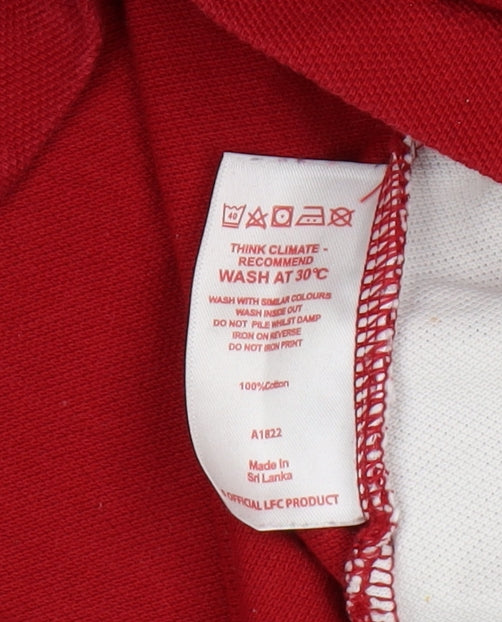 40
THINK CLIMATE -
RECOMMEND
WASH AT 30°C
WASH WITH SIMILAR COLOURS
WASH INSIDE OUT
DO NOT PILE WHILST DAMP
IRON ON REVERSE
DO NOT IRON PRINT
100%Cotton
A1822
Made in
Sri Lanka
OFFICIAL LFC PRODUCT